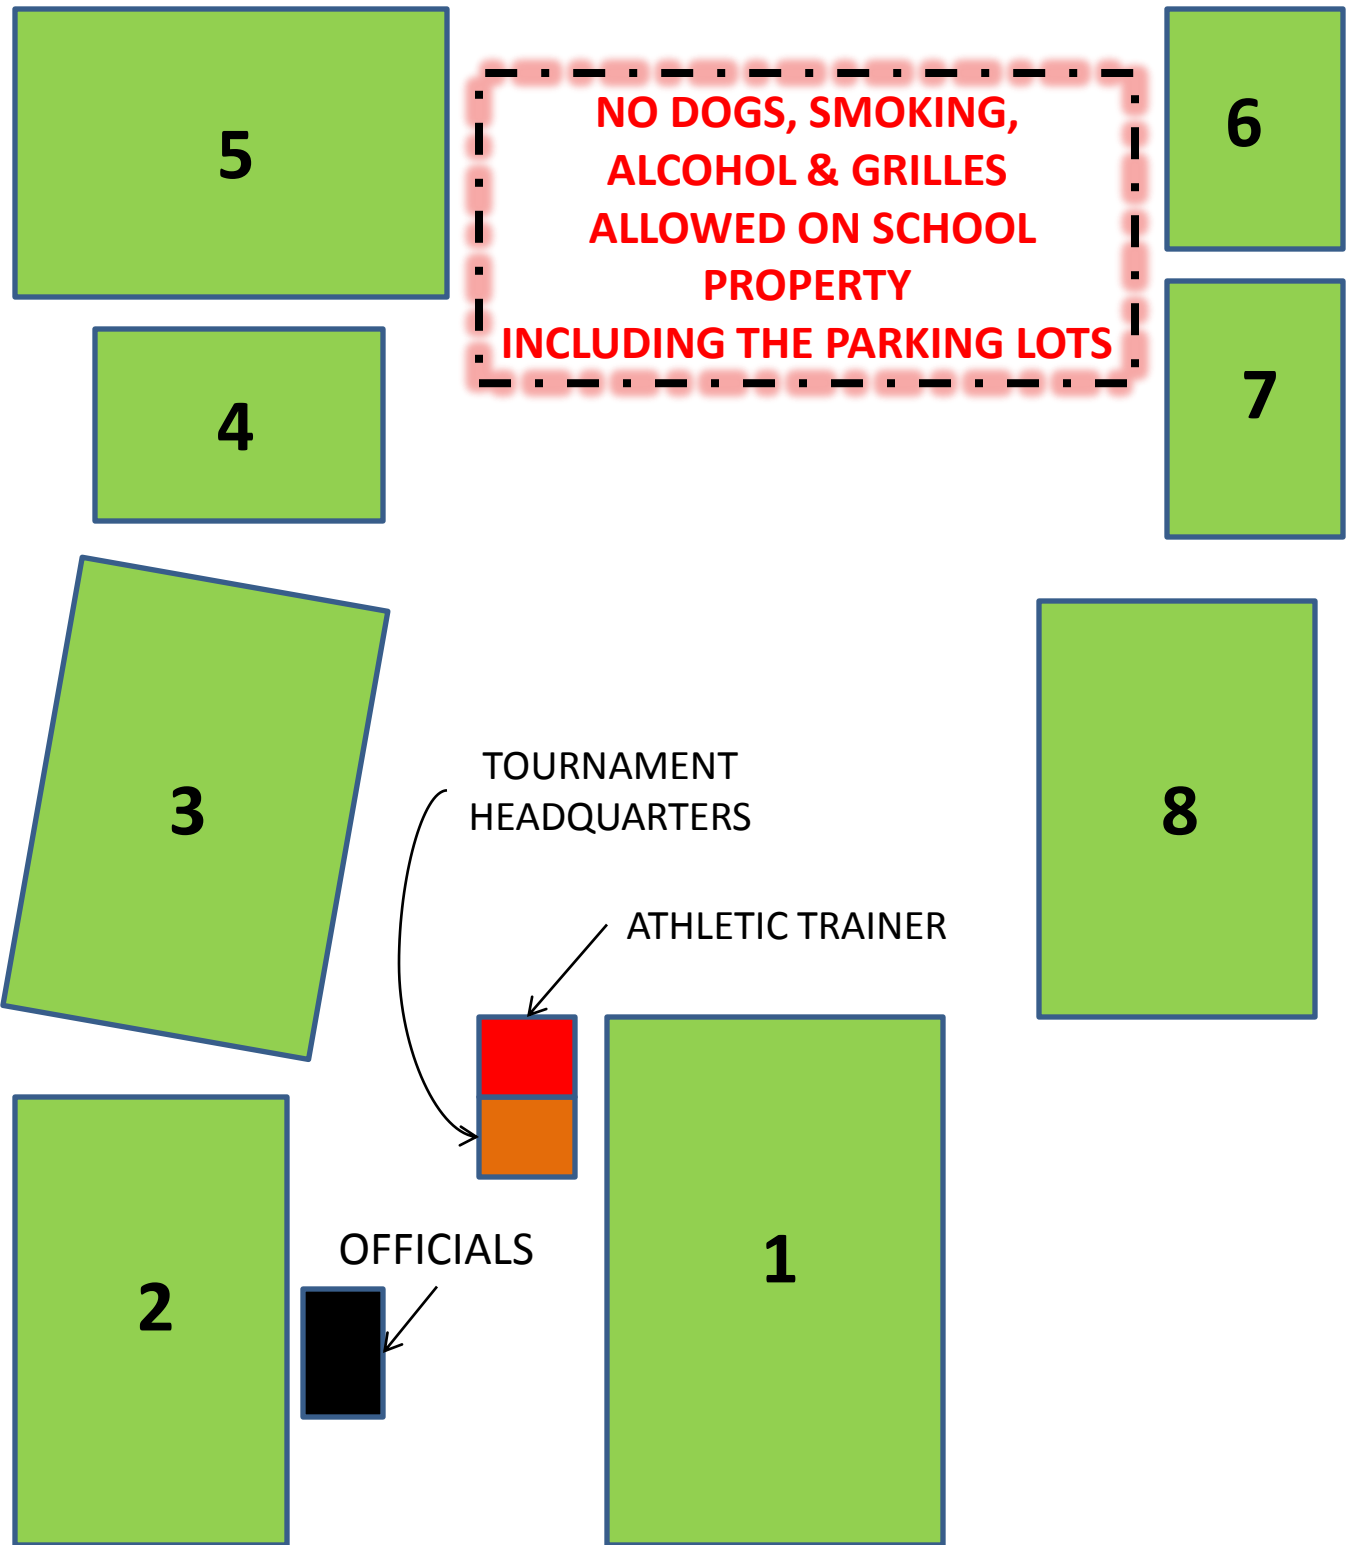 5
NO DOGS, SMOKING,
ALCOHOL & GRILLES
ALLOWED ON SCHOOL
PROPERTY
INCLUDING THE PARKING LOTS
6
4
7
3
TOURNAMENT
HEADQUARTERS
8
ATHLETIC TRAINER
OFFICIALS
2
1